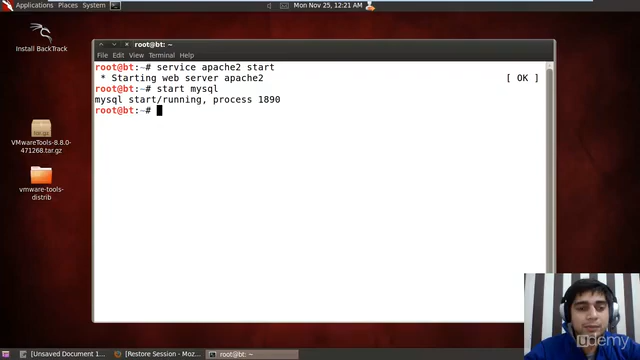 Applications Places System
Mon Nov 25, 12:21 AM
Install BackTrack
root@bt: ~
File Edit View Terminal Help
root@bt:~# service apache2 start
* Starting web server apache2 [ OK ]
root@bt:~# start mysql
mysql start/running, process 1890
root@bt:~#
tar.gz
VMwareTools-8.8.0-
471268.tar.gz
vmware-tools-
distrib
udemy
[Unsaved Document 1... [Restore Session - Moz... root@bt: ~